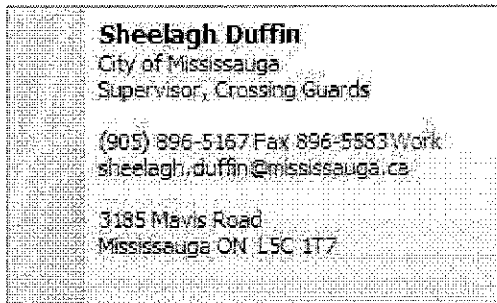 Sheelagh Duffin
City of Mississauga
Supervisor, Crossing Guards
(905) 896-5167 Fax 896-5583 Work
sheelagh.duffin@mississauga.ca
3185 Mavis Road
Mississauga ON L5C 1T7